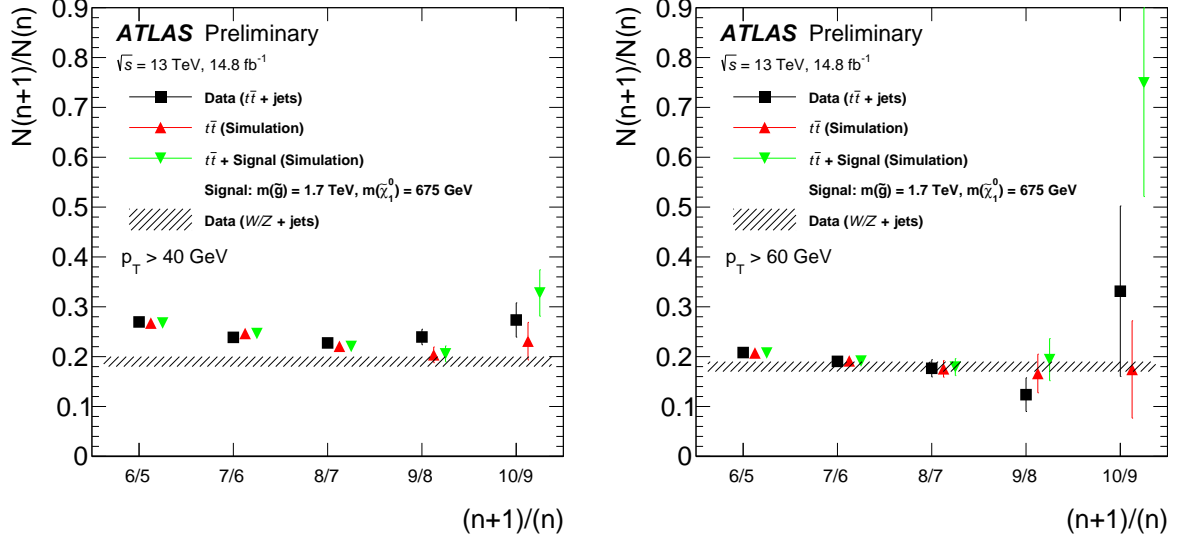 N(n+1)/N(n)
0.9
0.8
0.7
0.6
0.5
0.4
0.3
0.2
0.1
0
ATLAS Preliminary
√s = 13 TeV, 14.8 fb⁻¹
Data (tt̄ + jets)
tt̄ (Simulation)
tt̄ + Signal (Simulation)
Signal: m(g̃) = 1.7 TeV, m(χ̃₁⁰) = 675 GeV
Data (W/Z + jets)
p_T > 40 GeV
6/5 7/6 8/7 9/8 10/9
(n+1)/(n)
N(n+1)/N(n)
0.9
0.8
0.7
0.6
0.5
0.4
0.3
0.2
0.1
0
ATLAS Preliminary
√s = 13 TeV, 14.8 fb⁻¹
Data (tt̄ + jets)
tt̄ (Simulation)
tt̄ + Signal (Simulation)
Signal: m(g̃) = 1.7 TeV, m(χ̃₁⁰) = 675 GeV
Data (W/Z + jets)
p_T > 60 GeV
6/5 7/6 8/7 9/8 10/9
(n+1)/(n)